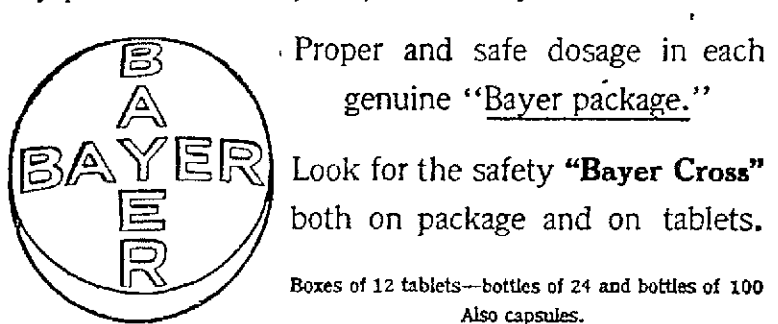 BAYER
BAYER
Proper and safe dosage in each
genuine “Bayer package.”
Look for the safety “Bayer Cross”
both on package and on tablets.
Boxes of 12 tablets—bottles of 24 and bottles of 100
Also capsules.